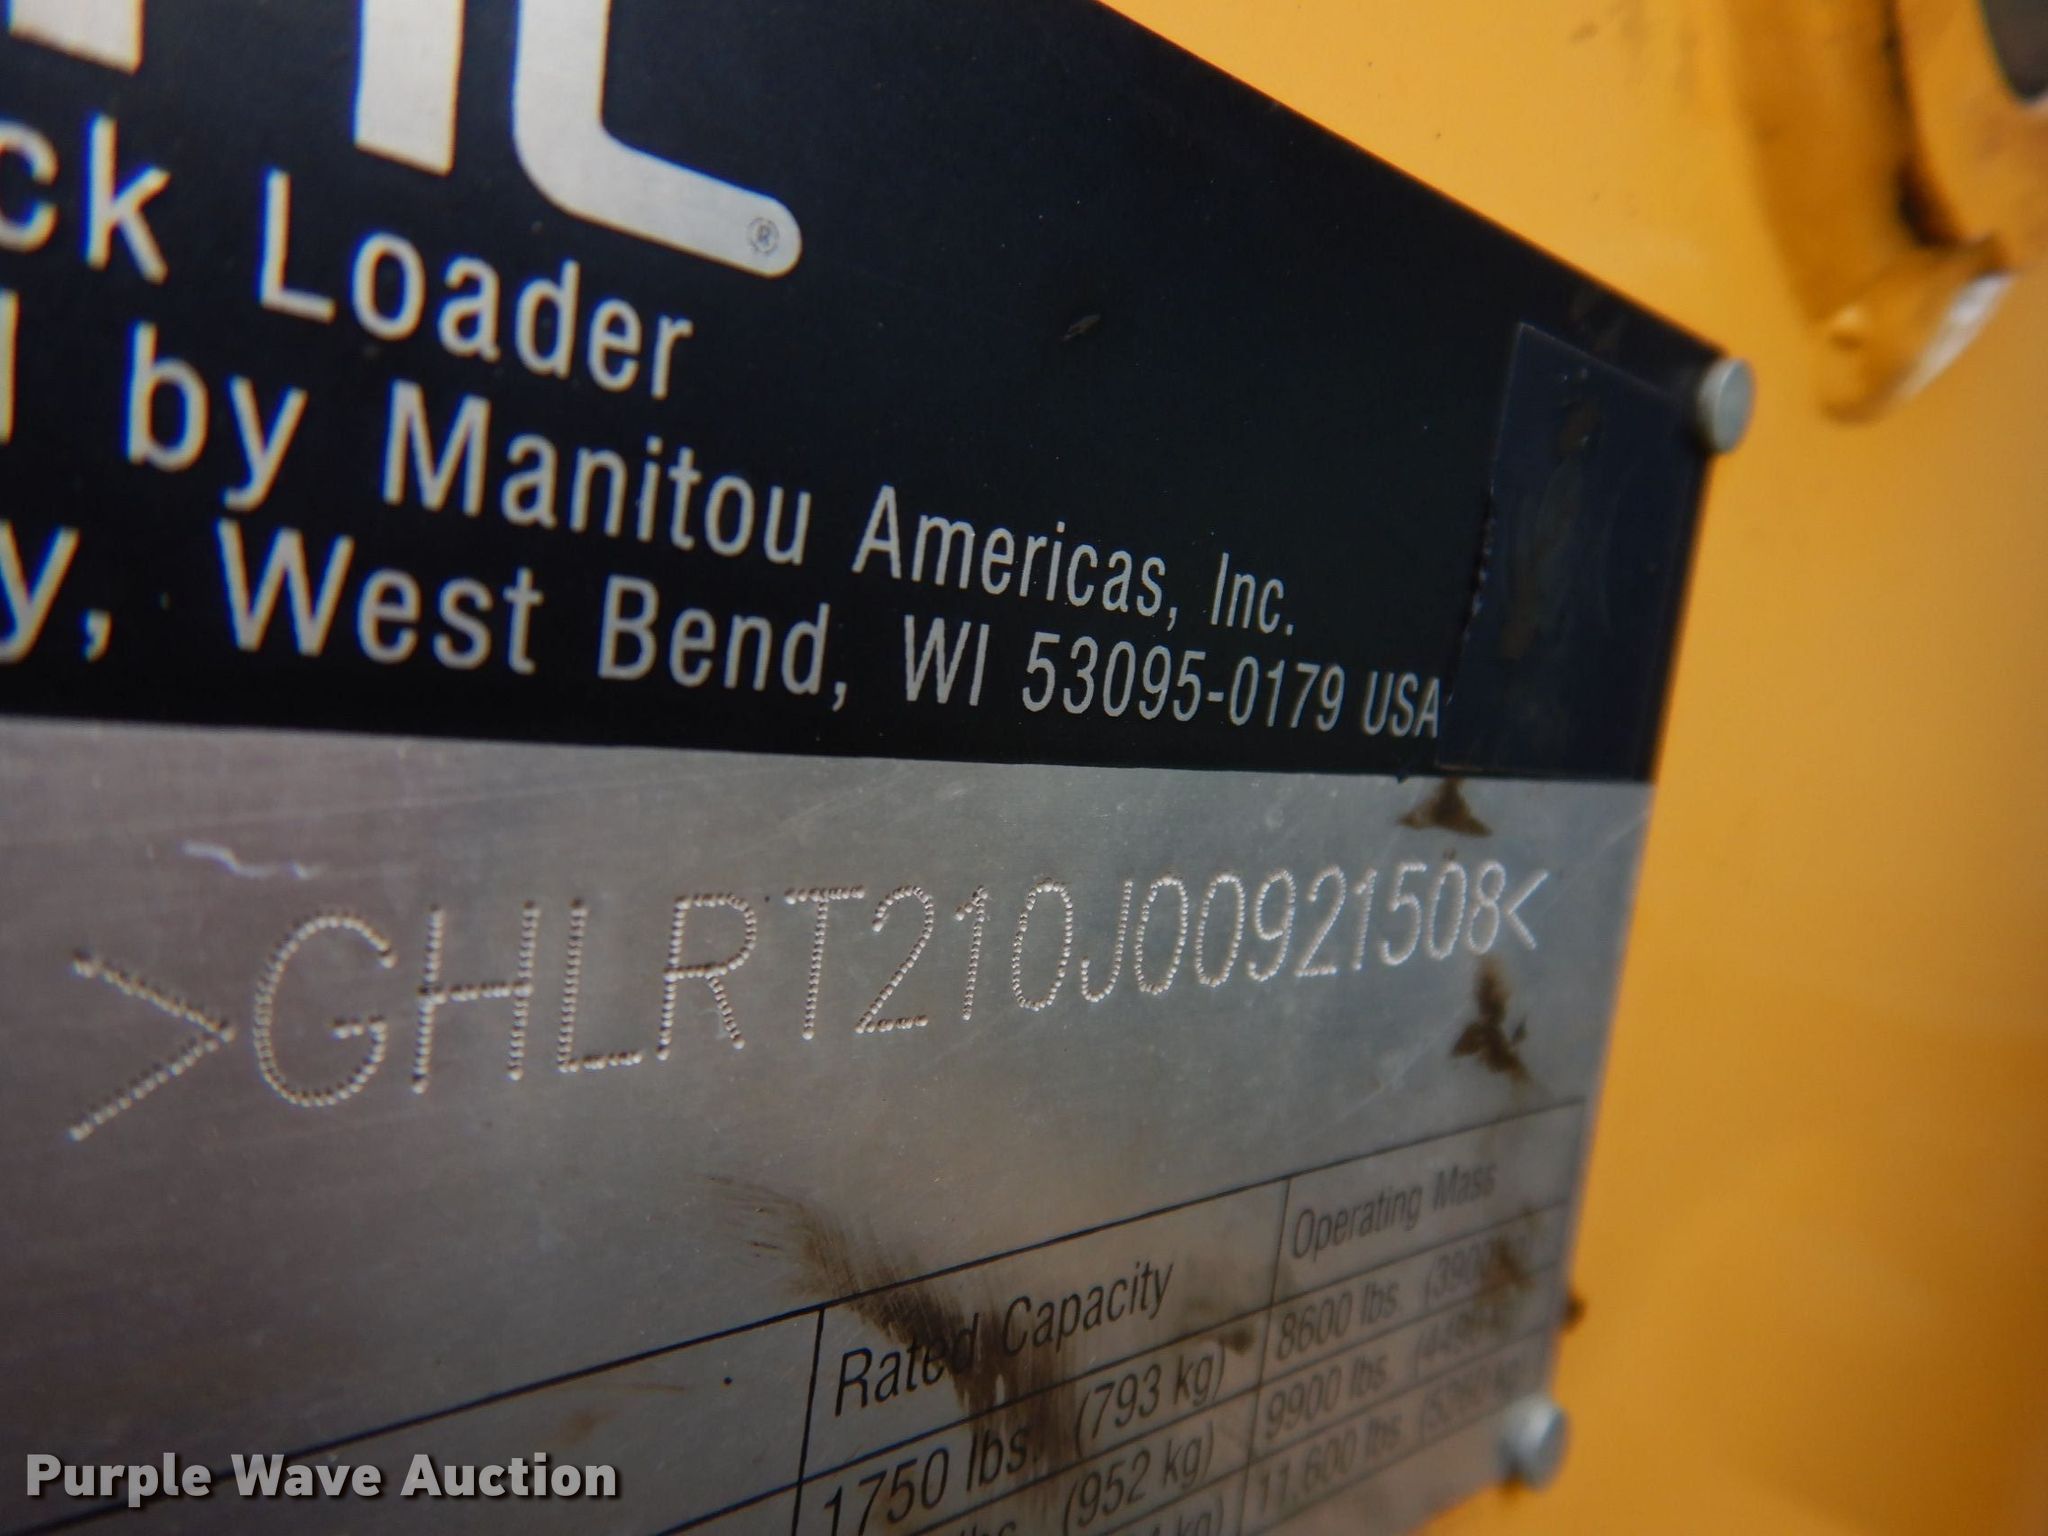 ®
ck Loader
by Manitou Americas, Inc.
y, West Bend, WI 53095-0179 USA
>GHLRT210J00921508<
Rated Capacity Operating Mass
1750 lbs. (793 kg) 8600 lbs.
(952 kg) 9900 lbs.
11,600 lbs.
Purple Wave Auction